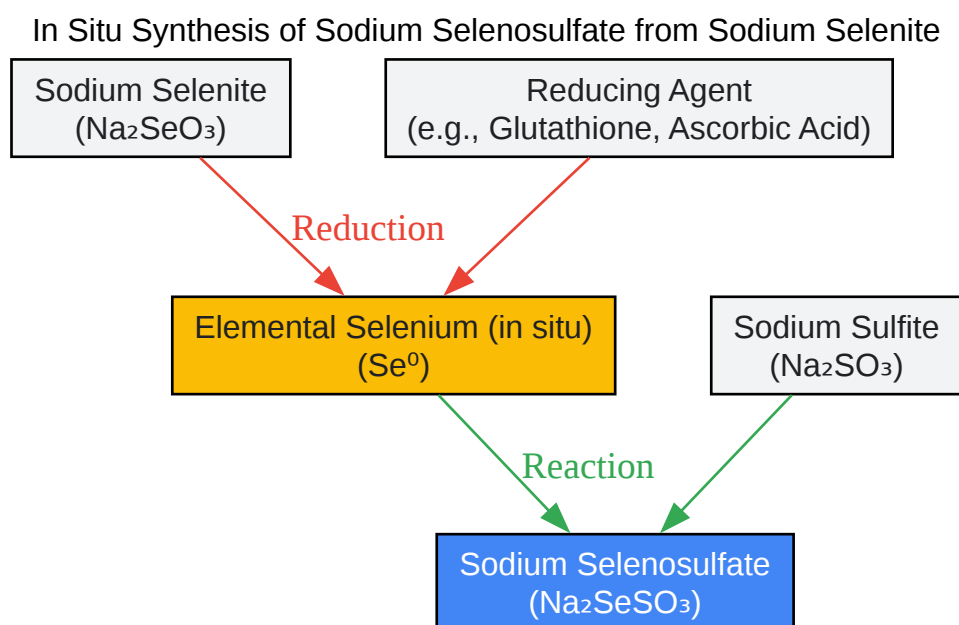 In Situ Synthesis of Sodium Selenosulfate from Sodium Selenite
Sodium Selenite
(Na₂SeO₃)
Reducing Agent
(e.g., Glutathione, Ascorbic Acid)
Reduction
Elemental Selenium (in situ)
(Se⁰)
Sodium Sulfite
(Na₂SO₃)
Reaction
Sodium Selenosulfate
(Na₂SeSO₃)